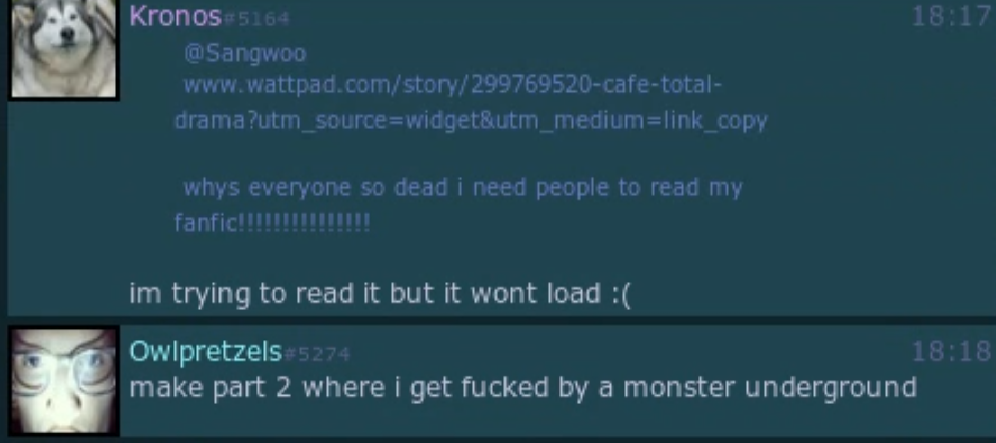 Kronos#5164 18:17
@Sangwoo
www.wattpad.com/story/299769520-cafe-total-
drama?utm_source=widget&utm_medium=link_copy
whys everyone so dead i need people to read my
fanfic!!!!!!!!!!!!!!!
im trying to read it but it wont load :(
Owlpretzels#5274 18:18
make part 2 where i get fucked by a monster underground